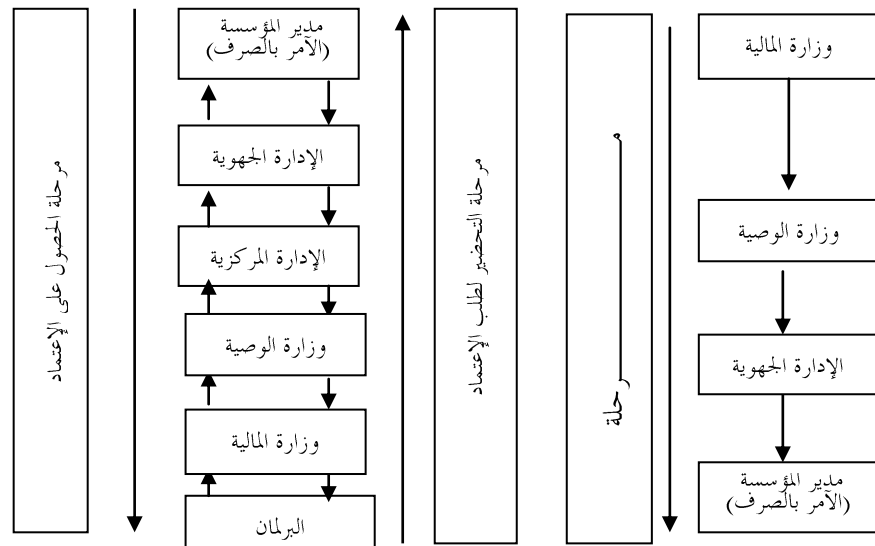 وزارة المالية
وزارة الوصية
الإدارة الجهوية
مدير المؤسسة
(الآمر بالصرف)
مــــــــرحلة
مرحلة التحضير لطلب الإعتماد
مدير المؤسسة
(الآمر بالصرف)
الإدارة الجهوية
الإدارة المركزية
وزارة الوصية
وزارة المالية
البرلمان
مرحلة الحصول على الإعتماد